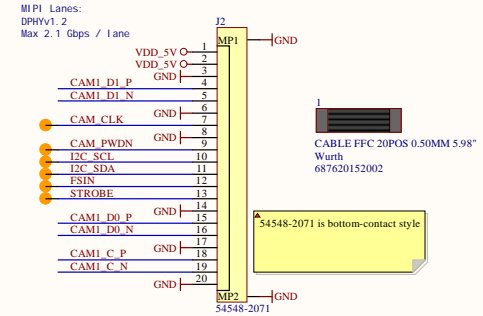 MIPI Lanes:
DPHYv1.2
Max 2.1 Gbps / lane
J2
MP1
GND
VDD_5V
1
VDD_5V
2
GND
3
CAM1_D1_P
4
CAM1_D1_N
5
GND
6
CAM_CLK
7
GND
8
CAM_PWDN
9
I2C_SCL
10
I2C_SDA
11
FSIN
12
STROBE
13
GND
14
CAM1_D0_P
15
CAM1_D0_N
16
GND
17
CAM1_C_P
18
CAM1_C_N
19
GND
20
MP2
GND
54548-2071
1
CABLE FFC 20POS 0.50MM 5.98"
Wurth
687620152002
54548-2071 is bottom-contact style